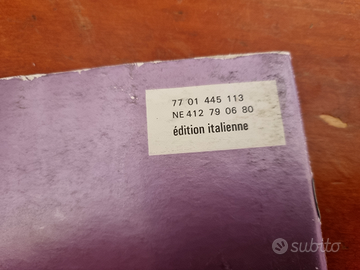 77 01 445 113
NE 412 79 06 80
édition italienne
subito